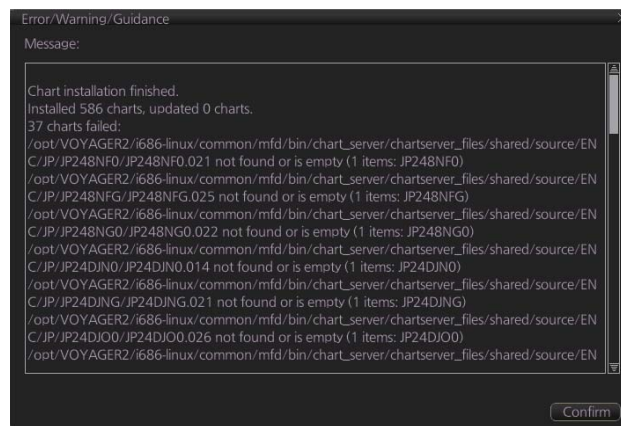 Error/Warning/Guidance
Message:
Chart installation finished.
Installed 586 charts, updated 0 charts.
37 charts failed:
/opt/VOYAGER2/i686-linux/common/mfd/bin/chart_server/chartserver_files/shared/source/EN
C/JP/JP248NF0/JP248NF0.021 not found or is empty (1 items: JP248NF0)
/opt/VOYAGER2/i686-linux/common/mfd/bin/chart_server/chartserver_files/shared/source/EN
C/JP/JP248NFG/JP248NFG.025 not found or is empty (1 items: JP248NFG)
/opt/VOYAGER2/i686-linux/common/mfd/bin/chart_server/chartserver_files/shared/source/EN
C/JP/JP248NG0/JP248NG0.022 not found or is empty (1 items: JP248NG0)
/opt/VOYAGER2/i686-linux/common/mfd/bin/chart_server/chartserver_files/shared/source/EN
C/JP/JP24DJN0/JP24DJN0.014 not found or is empty (1 items: JP24DJN0)
/opt/VOYAGER2/i686-linux/common/mfd/bin/chart_server/chartserver_files/shared/source/EN
C/JP/JP24DJNG/JP24DJNG.021 not found or is empty (1 items: JP24DJNG)
/opt/VOYAGER2/i686-linux/common/mfd/bin/chart_server/chartserver_files/shared/source/EN
C/JP/JP24DJO0/JP24DJO0.026 not found or is empty (1 items: JP24DJO0)
/opt/VOYAGER2/i686-linux/common/mfd/bin/chart_server/chartserver_files/shared/source/EN
Confirm